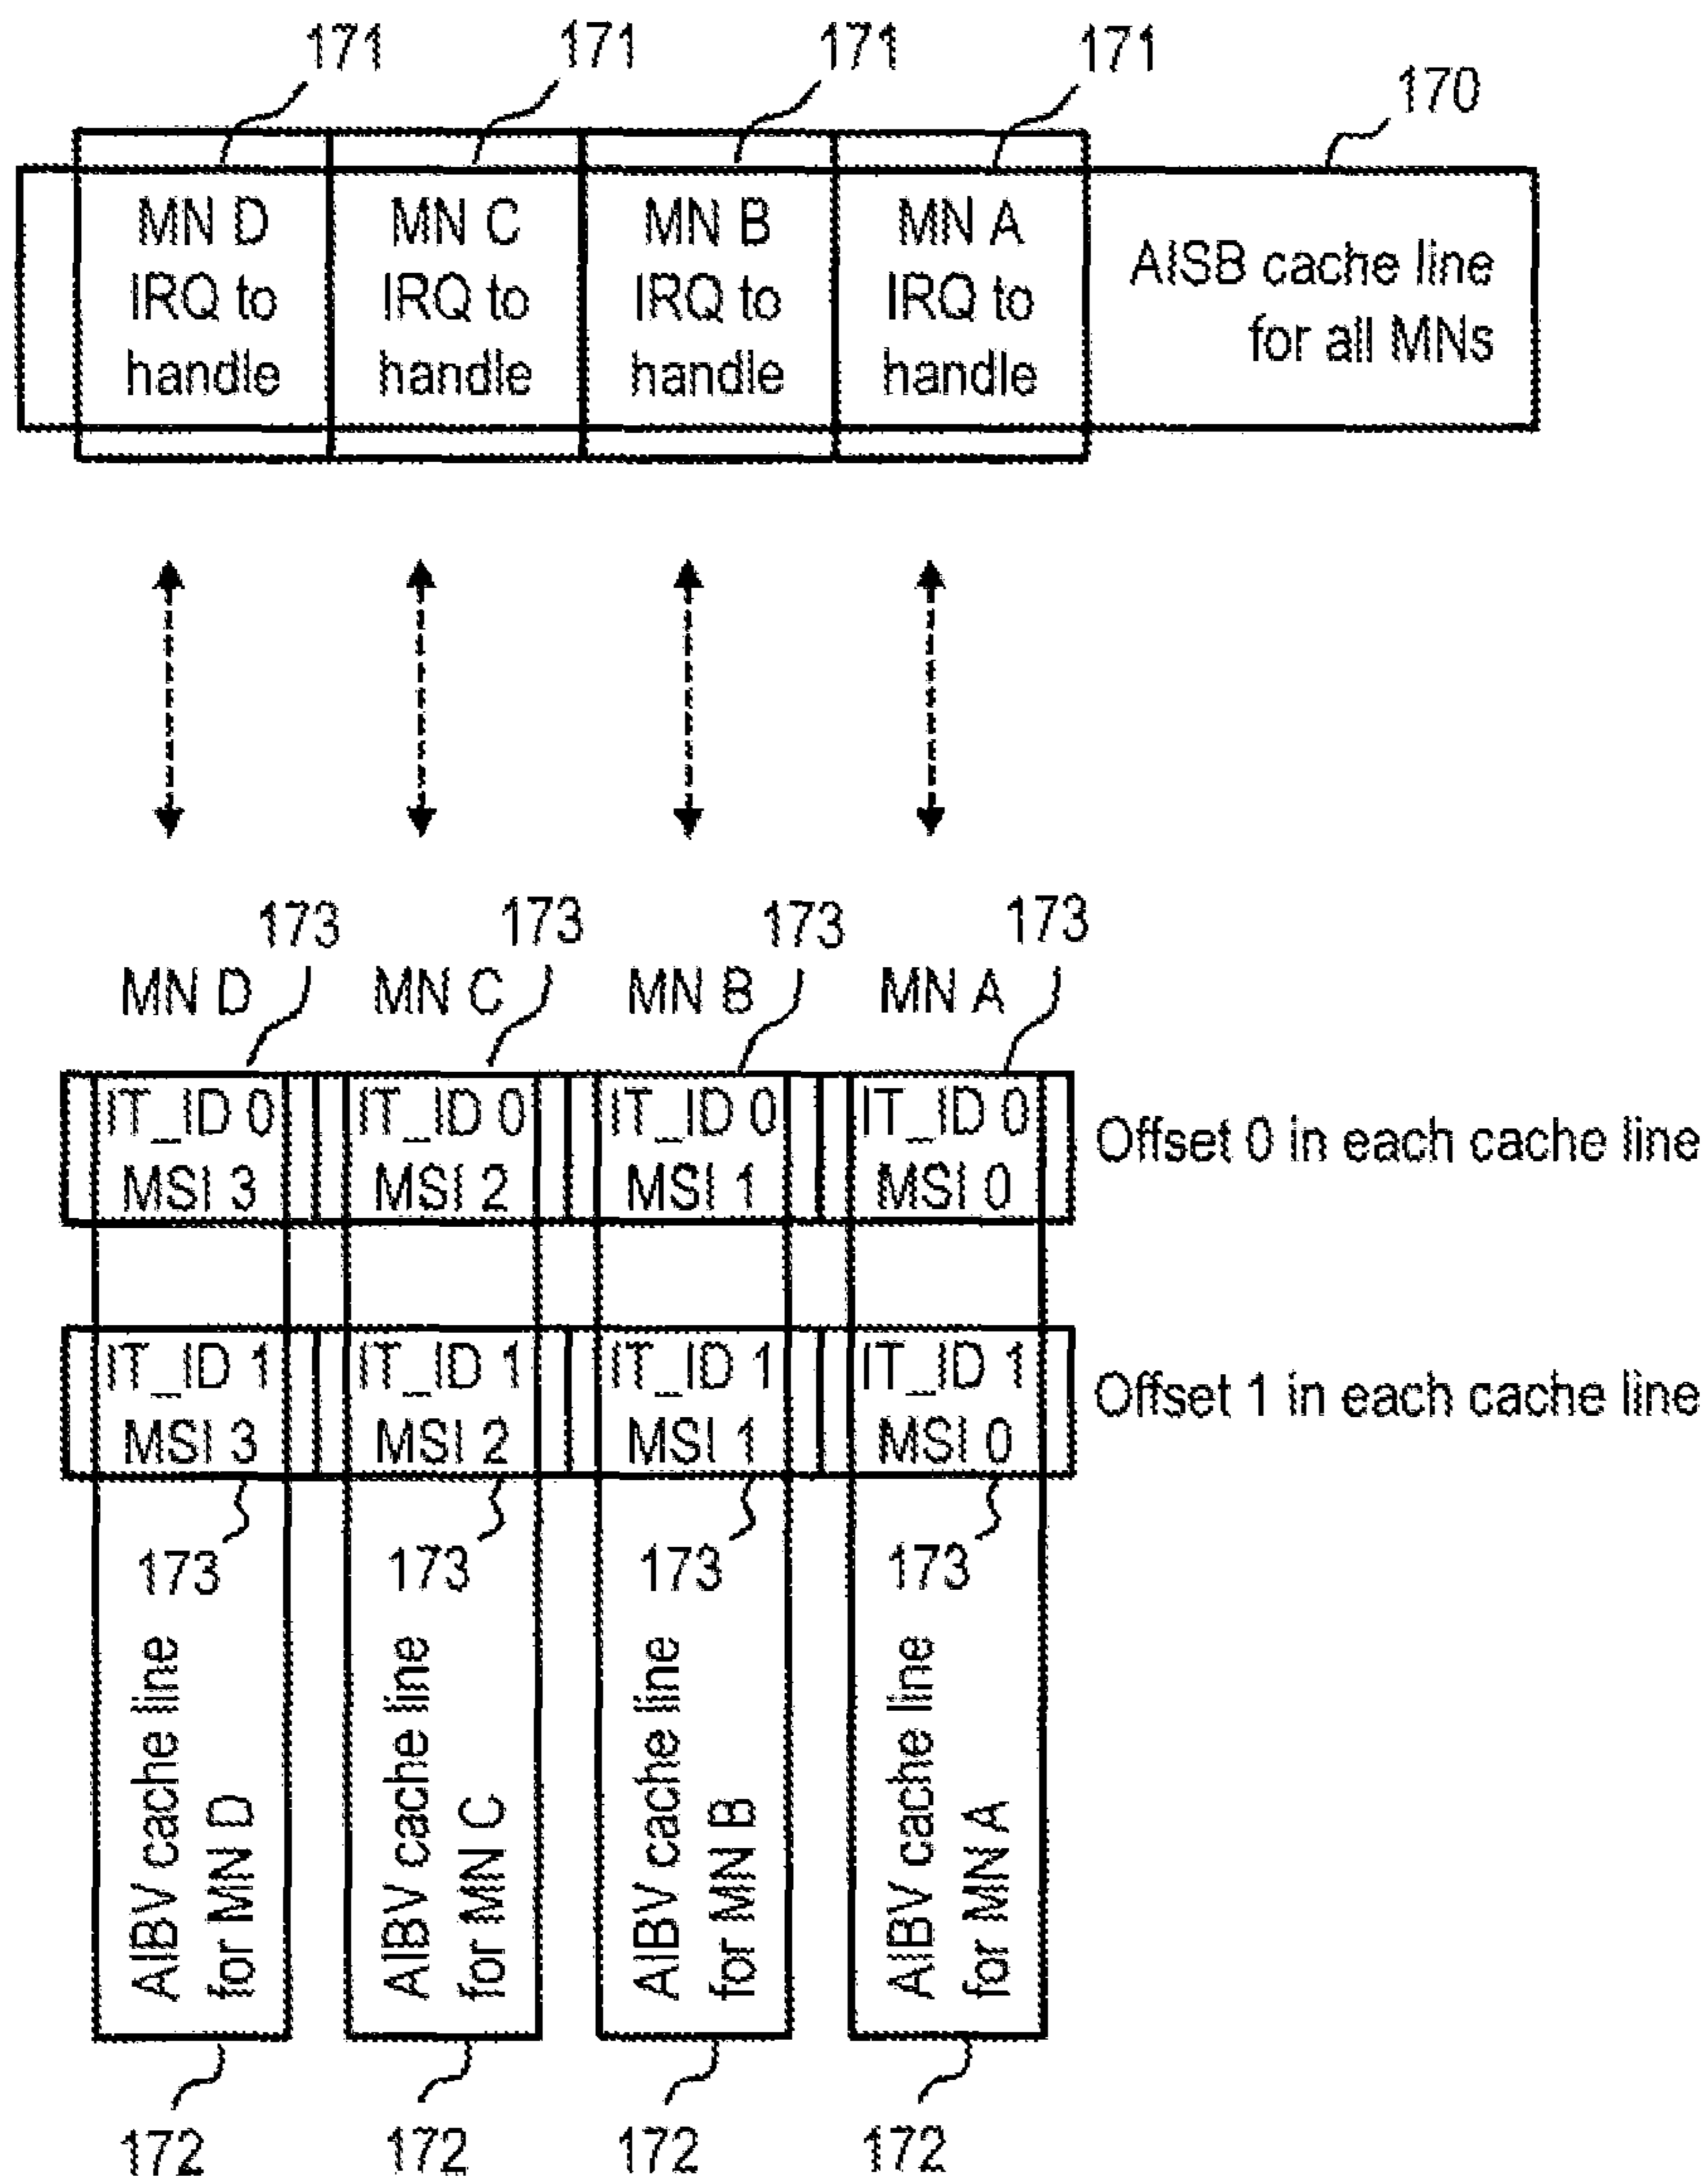 171 171 171 171 170
MN D IRQ to handle
MN C IRQ to handle
MN B IRQ to handle
MN A IRQ to handle
AISB cache line
for all MNs
173 173 173 173
MN D MN C MN B MN A
IT_ID 0 MSI 3
IT_ID 0 MSI 2
IT_ID 0 MSI 1
IT_ID 0 MSI 0
Offset 0 in each cache line
IT_ID 1 MSI 3
IT_ID 1 MSI 2
IT_ID 1 MSI 1
IT_ID 1 MSI 0
Offset 1 in each cache line
173 173 173 173
AIBV cache line
for MN D
AIBV cache line
for MN C
AIBV cache line
for MN B
AIBV cache line
for MN A
172 172 172 172